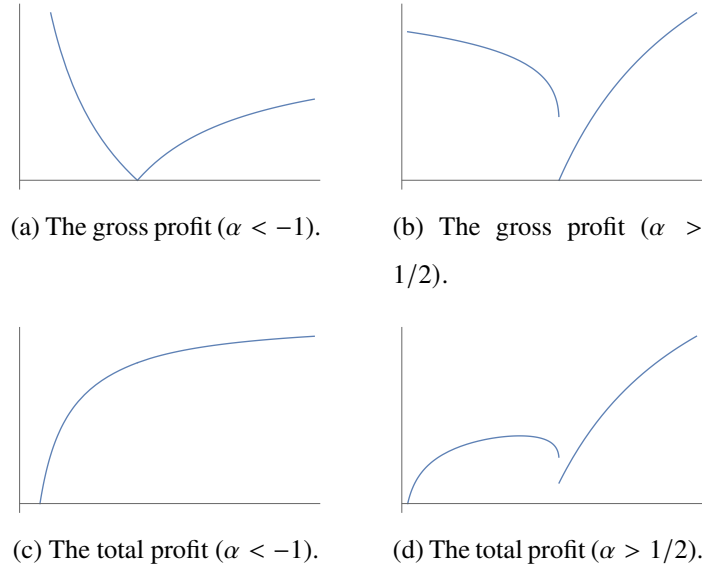 (a) The gross profit (α < −1).
(b) The gross profit (α >
1/2).
(c) The total profit (α < −1).
(d) The total profit (α > 1/2).